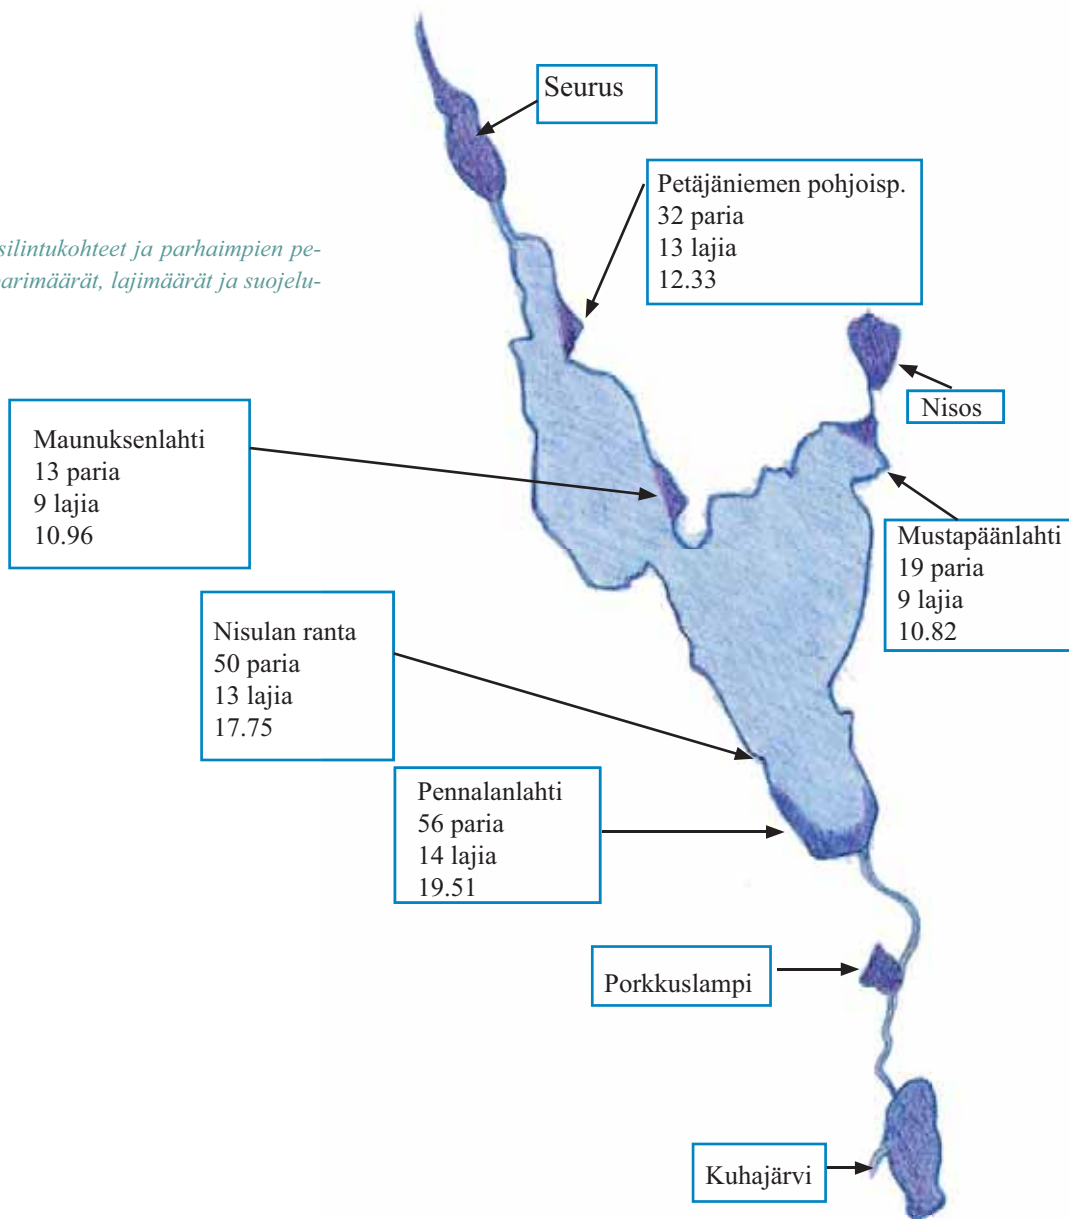 Seurus
Petäjäniemen pohjoisp.
32 paria
13 lajia
12.33
silintukohteet ja parhaimpien pe-
parimäärät, lajimäärät ja suojelu-
Nisos
Maunuksenlahti
13 paria
9 lajia
10.96
Mustapäänlahti
19 paria
9 lajia
10.82
Nisulan ranta
50 paria
13 lajia
17.75
Pennalanlahti
56 paria
14 lajia
19.51
Porkkuslampi
Kuhajärvi